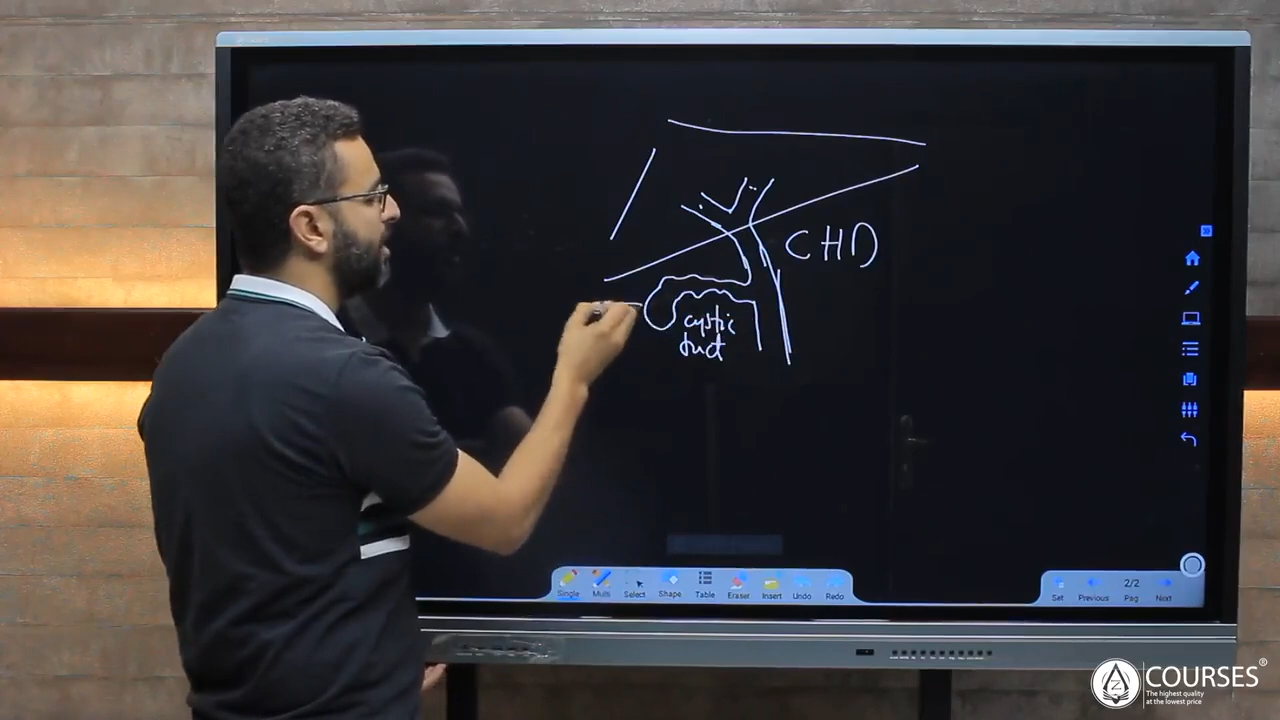 CHD
cystic
duct
Single
Multi
Select
Shape
Table
Eraser
Insert
Undo
Redo
Set
Previous
2/2
Pag
Next
AZ
COURSES®
The highest quality
at the lowest price